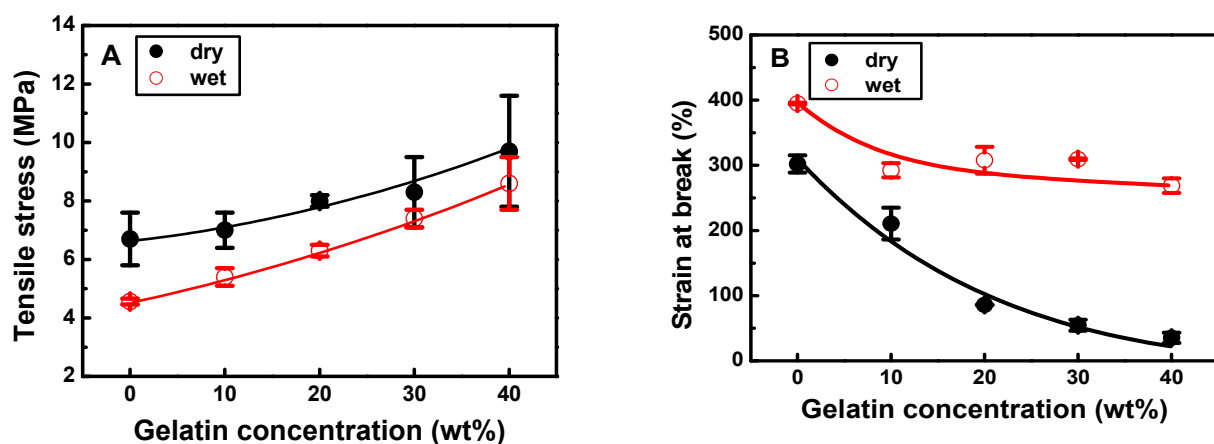 A
dry
wet
Tensile stress (MPa)
14
12
10
8
6
4
2
0 10 20 30 40
Gelatin concentration (wt%)
B
dry
wet
Strain at break (%)
500
400
300
200
100
0
0 10 20 30 40
Gelatin concentration (wt%)